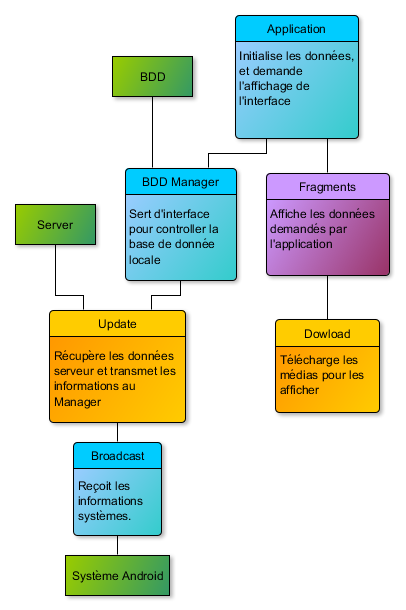 Application
Initialise les données,
et demande
l'affichage de
l'interface
BDD
BDD Manager
Sert d'interface
pour controller la
base de donnée
locale
Fragments
Affiche les données
demandés par
l'application
Server
Update
Récupère les données
serveur et transmet les
informations au
Manager
Dowload
Télécharge les
médias pour les
afficher
Broadcast
Reçoit les
informations
systèmes.
Système Android